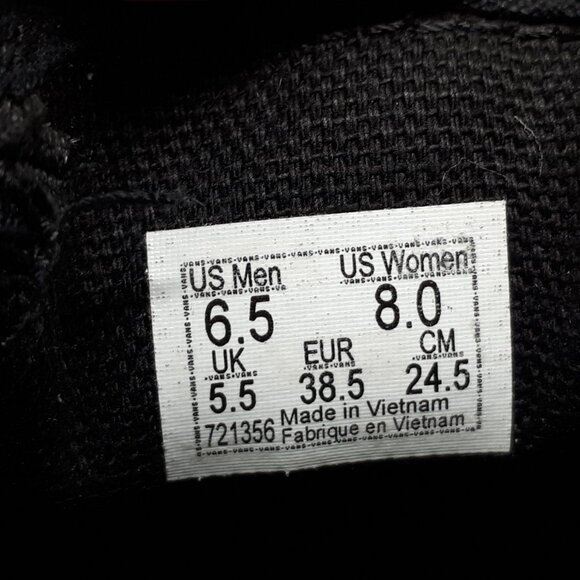 US Men US Women
6.5 8.0
UK EUR CM
5.5 38.5 24.5
721356 Made in Vietnam
Fabrique en Vietnam
VANS